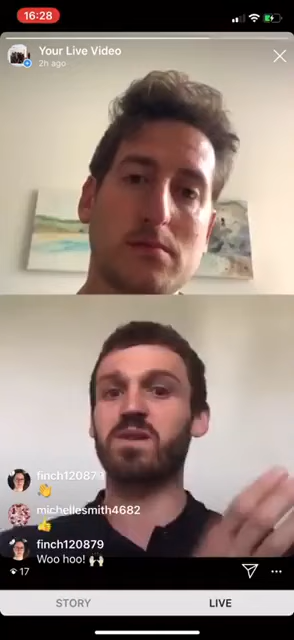 16:28
Your Live Video
2h ago
finch120879
👋
michellesmith4682
👍
finch120879
Woo hoo! 🙌🏻
17
STORY
LIVE